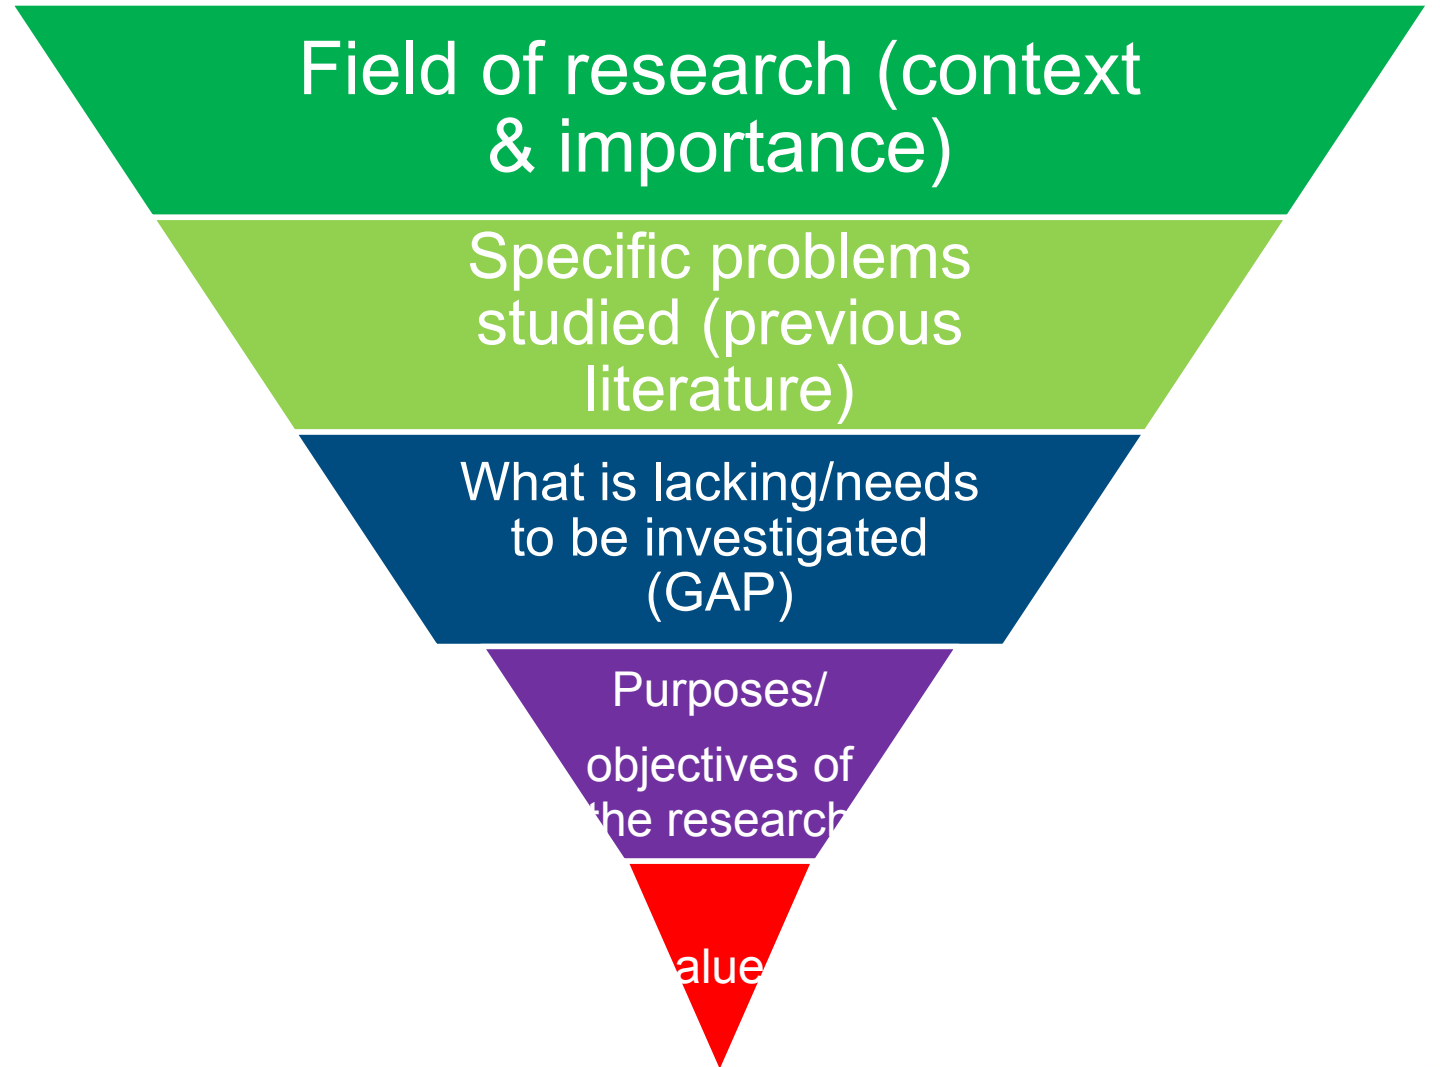 Field of research (context
& importance)
Specific problems
studied (previous
literature)
What is lacking/needs
to be investigated
(GAP)
Purposes/
objectives of
the research
alue